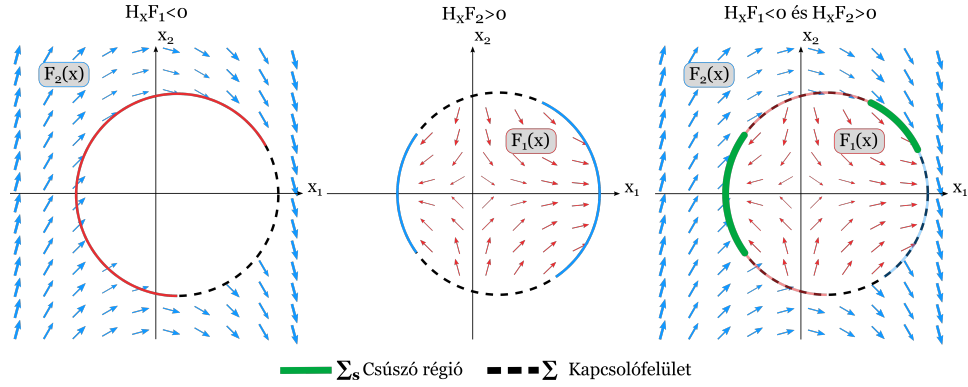 HₓF₁<0
HₓF₂>0
HₓF₁<0 és HₓF₂>0
x₂
x₂
x₂
F₂(x)
F₂(x)
F₁(x)
F₁(x)
x₁
x₁
x₁
∑s Csúszó régió
∑ Kapcsolófelület